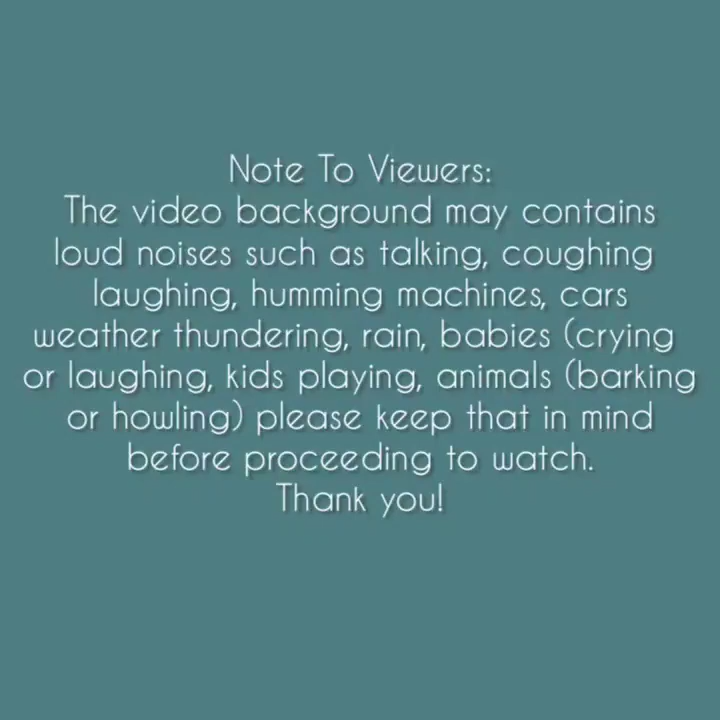 Note To Viewers:
The video background may contains
loud noises such as talking, coughing
laughing, humming machines, cars
weather thundering, rain, babies (crying
or laughing, kids playing, animals (barking
or howling) please keep that in mind
before proceeding to watch.
Thank you!